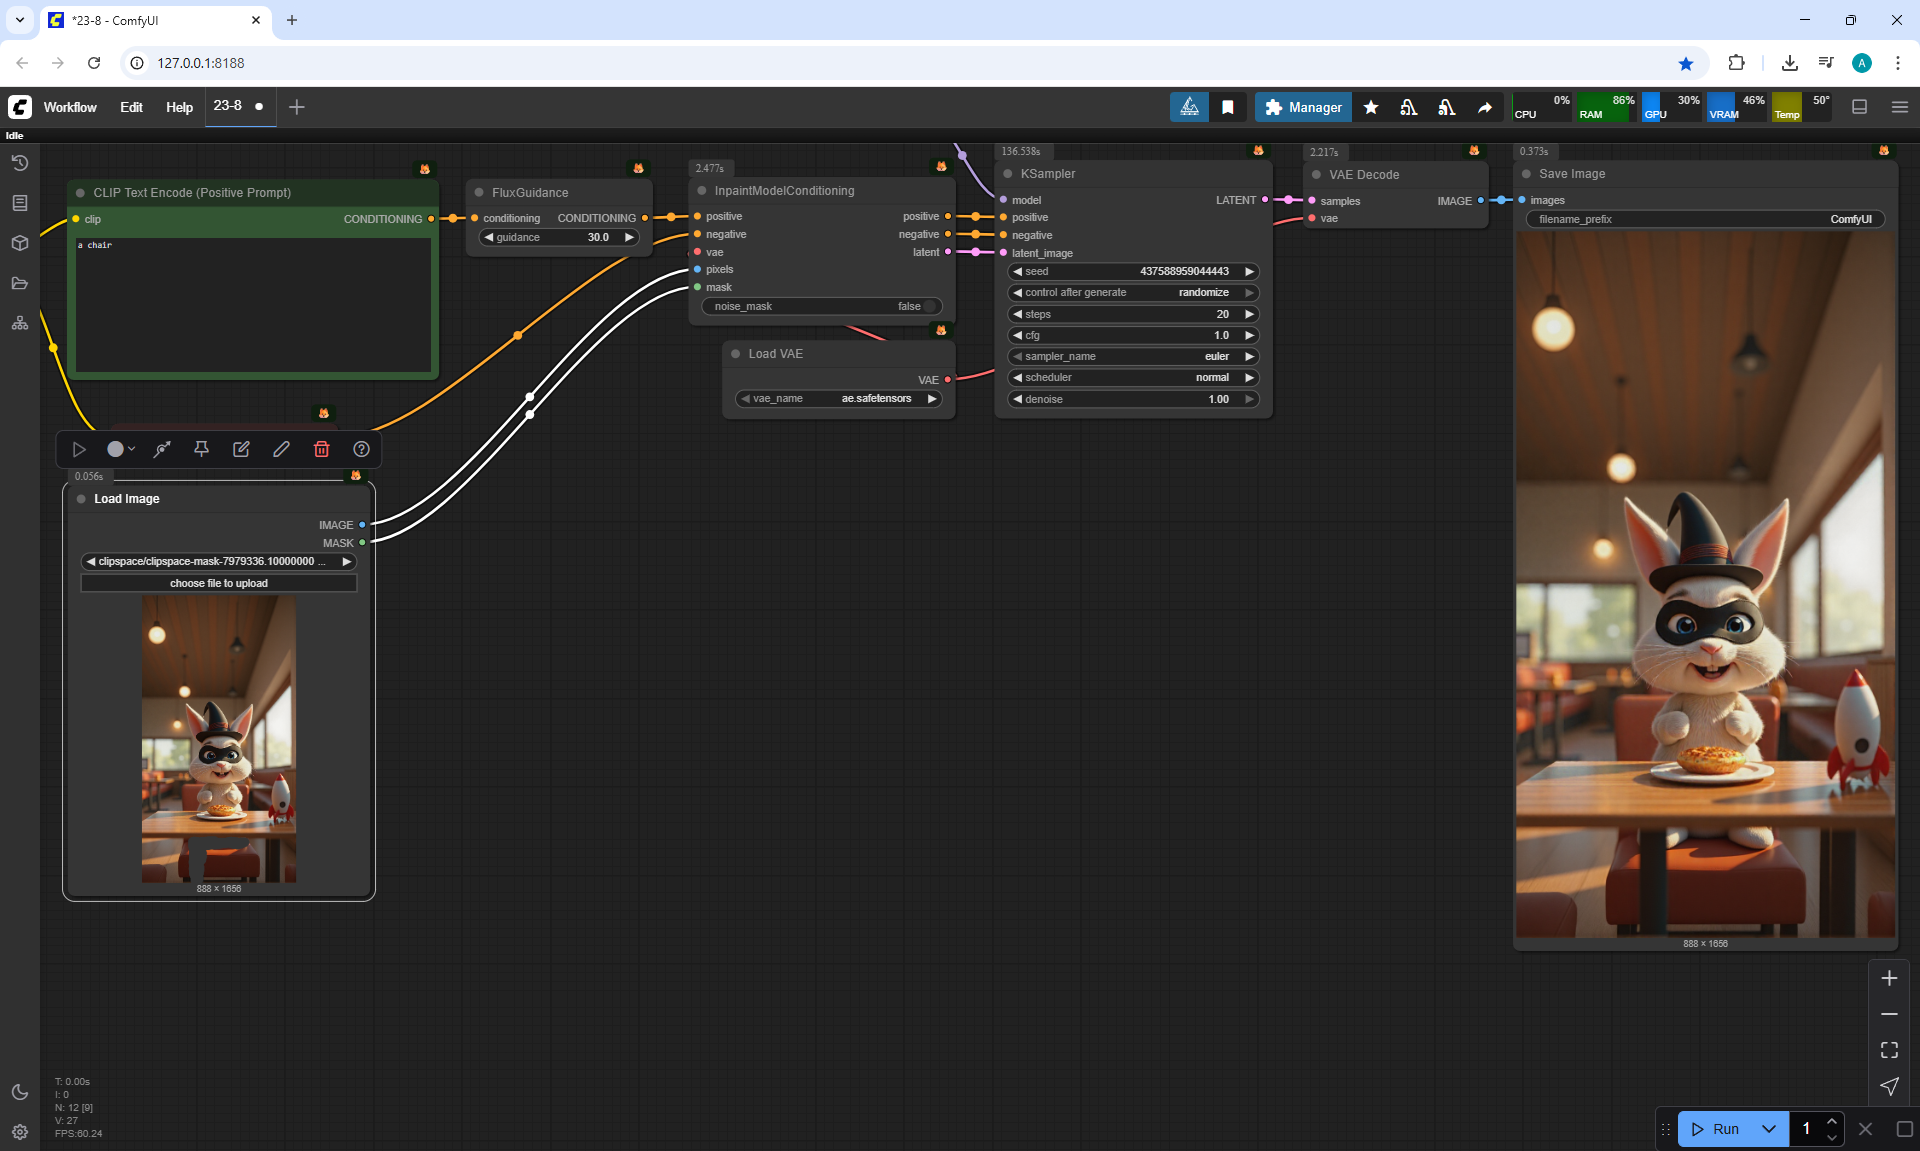 *23-8 - ComfyUI
127.0.0.1:8188
A
Workflow Edit Help 23-8
Manager
CPU 0%
RAM 86%
GPU 30%
VRAM 46%
Temp 50°
Idle
CLIP Text Encode (Positive Prompt)
clip CONDITIONING
a chair
FluxGuidance
conditioning CONDITIONING
guidance 30.0
2.477s
InpaintModelConditioning
positive positive
negative negative
vae latent
pixels
mask
noise_mask false
Load VAE
VAE
vae_name ae.safetensors
136.538s
KSampler
model LATENT
positive
negative
latent_image
seed 437588959044443
control after generate randomize
steps 20
cfg 1.0
sampler_name euler
scheduler normal
denoise 1.00
2.217s
VAE Decode
samples IMAGE
vae
0.373s
Save Image
images
filename_prefix ComfyUI
888 × 1656
0.056s
Load Image
IMAGE
MASK
clipspace/clipspace-mask-7979336.10000000 ...
choose file to upload
888 × 1656
T: 0.00s
I: 0
N: 12 [9]
V: 27
FPS:60.24
Run 1